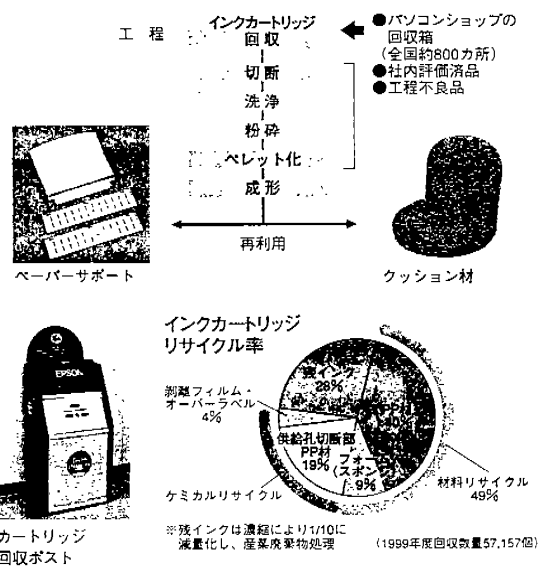 工 程
インクカートリッジ
回収
切断
洗浄
粉砕
ペレット化
成形
再利用
●パソコンショップの
回収箱
(全国約800カ所)
●社内評価済品
●工程不良品
ペーパーサポート
クッション材
インクカートリッジ
リサイクル率
EPSON
残インク
28%
剥離フィルム・
オーバーラベル
4%
供給孔切断部
PP材
19%
フォーム
(スポンジ)
9%
ケミカルリサイクル
材料リサイクル
49%
カートリッジ
回収ポスト
※残インクは濃縮により1/10に
減量化し、産業廃棄物処理
(1999年度回収数量57,157個)